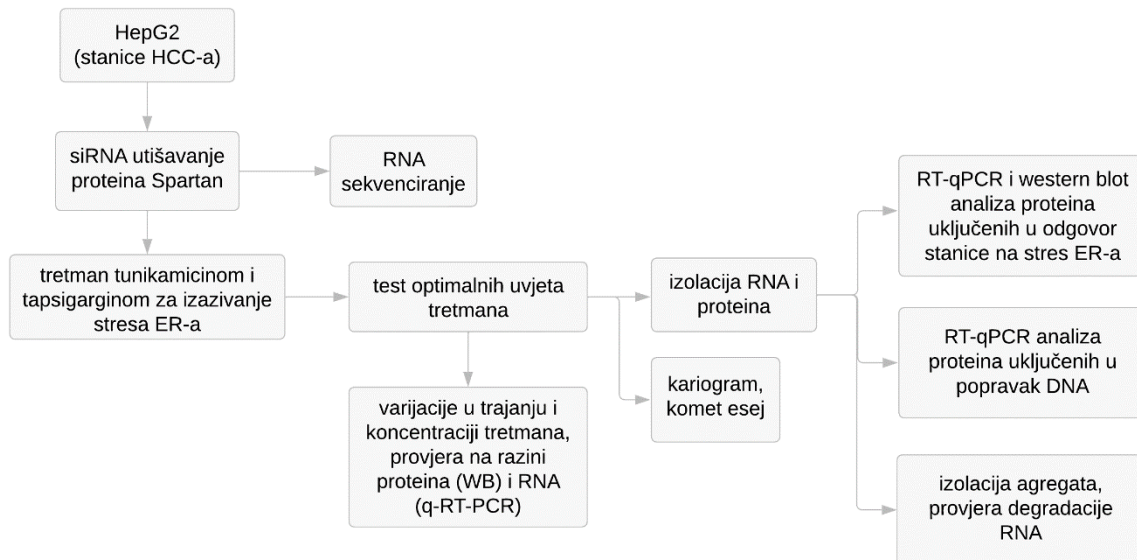 HepG2
(stanice HCC-a)
siRNA utišavanje
proteina Spartan
RNA
sekvenciranje
tretman tunikamicinom i
tapsigarginom za izazivanje
stresa ER-a
test optimalnih uvjeta
tretmana
varijacije u trajanju i
koncentraciji tretmana,
provjera na razini
proteina (WB) i RNA
(q-RT-PCR)
izolacija RNA i
proteina
kariogram,
komet esej
RT-qPCR i western blot
analiza proteina
uključenih u odgovor
stanice na stres ER-a
RT-qPCR analiza
proteina uključenih u
popravak DNA
izolacija agregata,
provjera degradacije
RNA